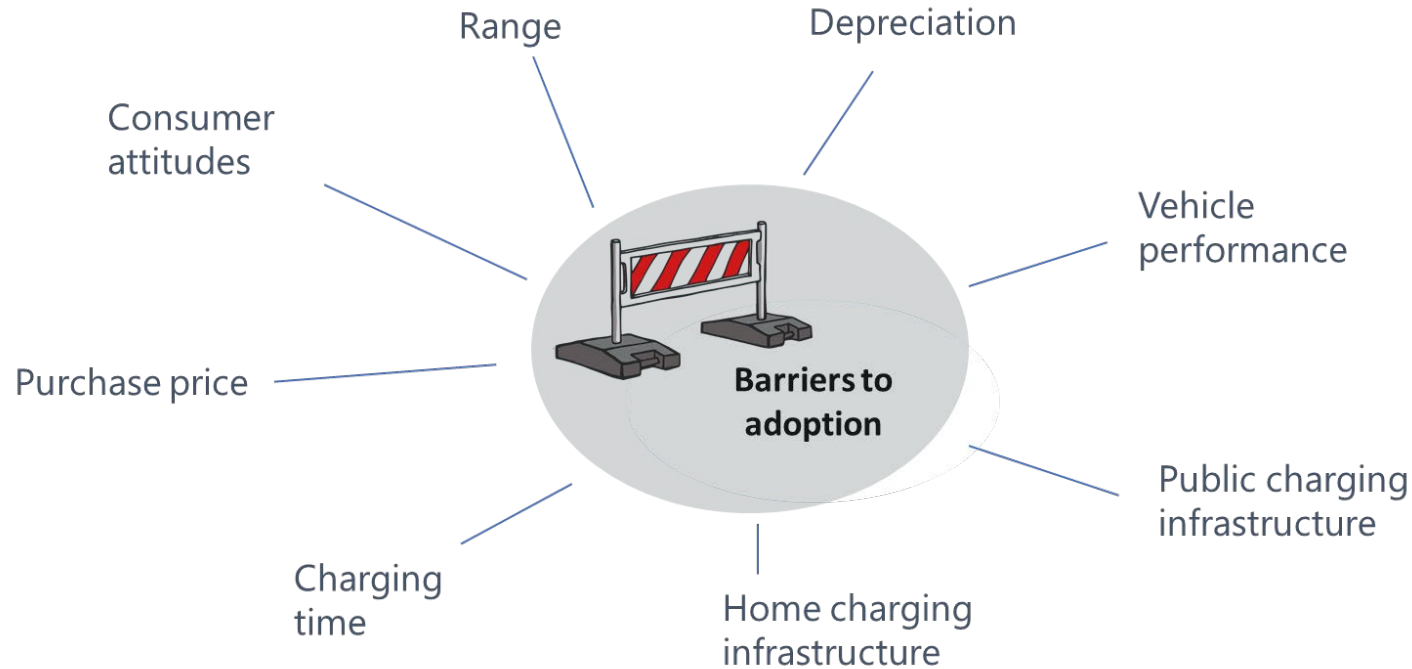 Range
Depreciation
Consumer
attitudes
Vehicle
performance
Purchase price
Barriers to
adoption
Public charging
infrastructure
Charging
time
Home charging
infrastructure